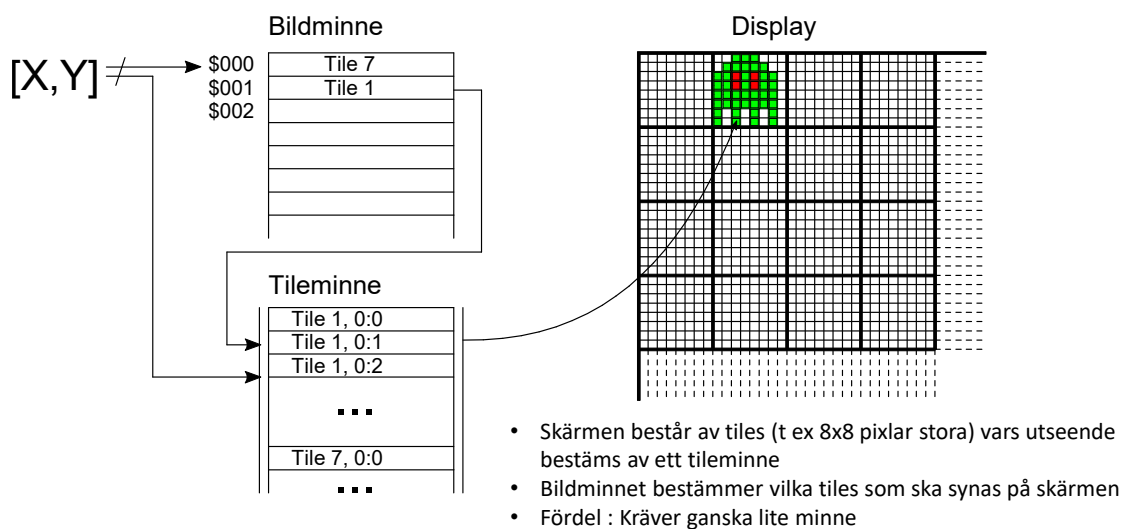 Bildminne
Display
[X,Y]
$000
Tile 7
$001
Tile 1
$002
Tileminne
Tile 1, 0:0
Tile 1, 0:1
Tile 1, 0:2
...
Tile 7, 0:0
...
• Skärmen består av tiles (t ex 8x8 pixlar stora) vars utseende
bestäms av ett tileminne
• Bildminnet bestämmer vilka tiles som ska synas på skärmen
• Fördel : Kräver ganska lite minne